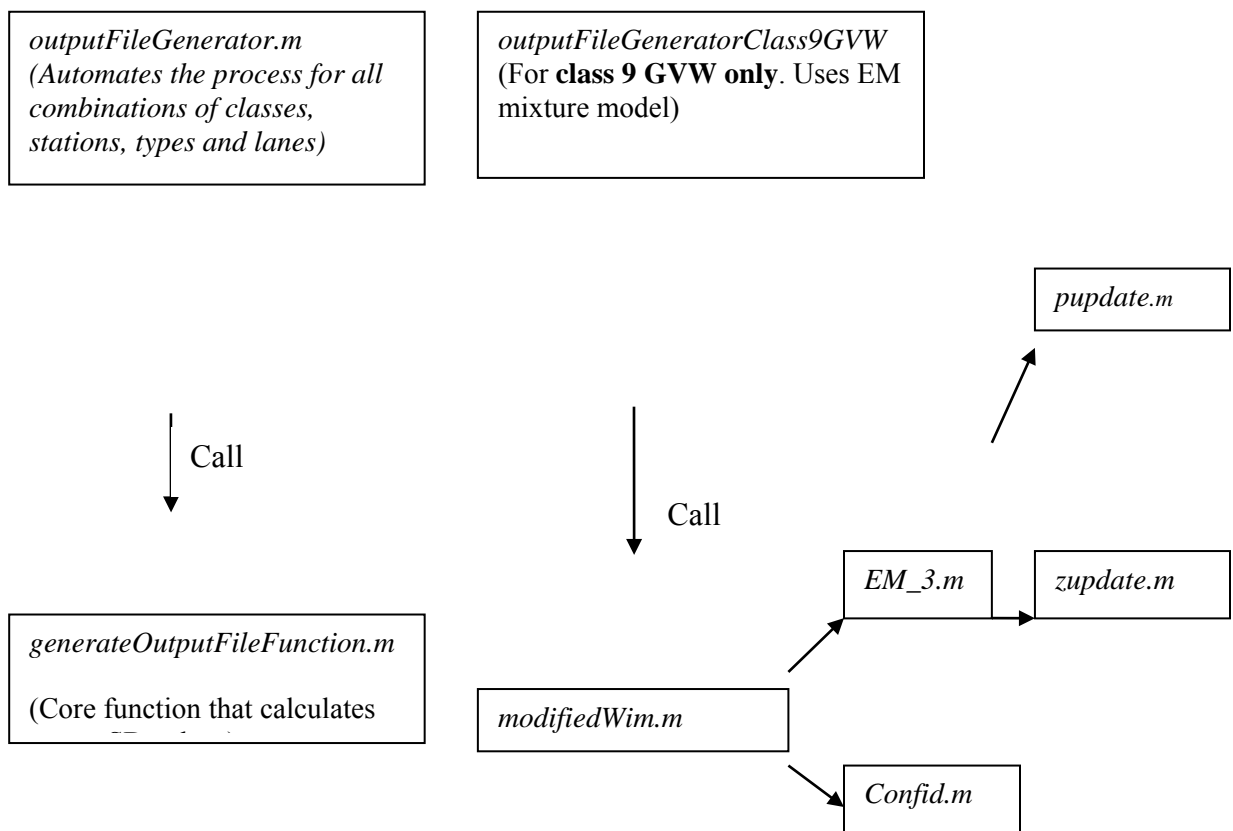 outputFileGenerator.m
(Automates the process for all
combinations of classes,
stations, types and lanes)
outputFileGeneratorClass9GVW
(For class 9 GVW only. Uses EM
mixture model)
pupdate.m
Call
Call
EM_3.m
zupdate.m
generateOutputFileFunction.m
(Core function that calculates
modifiedWim.m
Confid.m